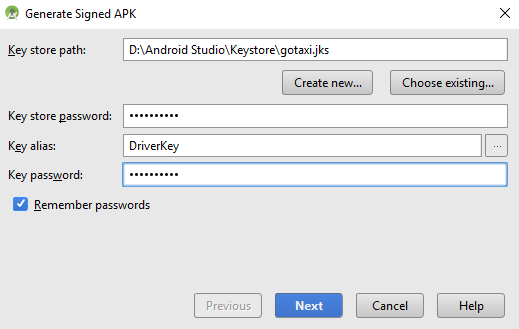 Generate Signed APK
Key store path: D:\Android Studio\Keystore\gotaxi.jks
Create new... Choose existing...
Key store password: ••••••••••
Key alias: DriverKey ...
Key password: ••••••••••
Remember passwords
Previous Next Cancel Help